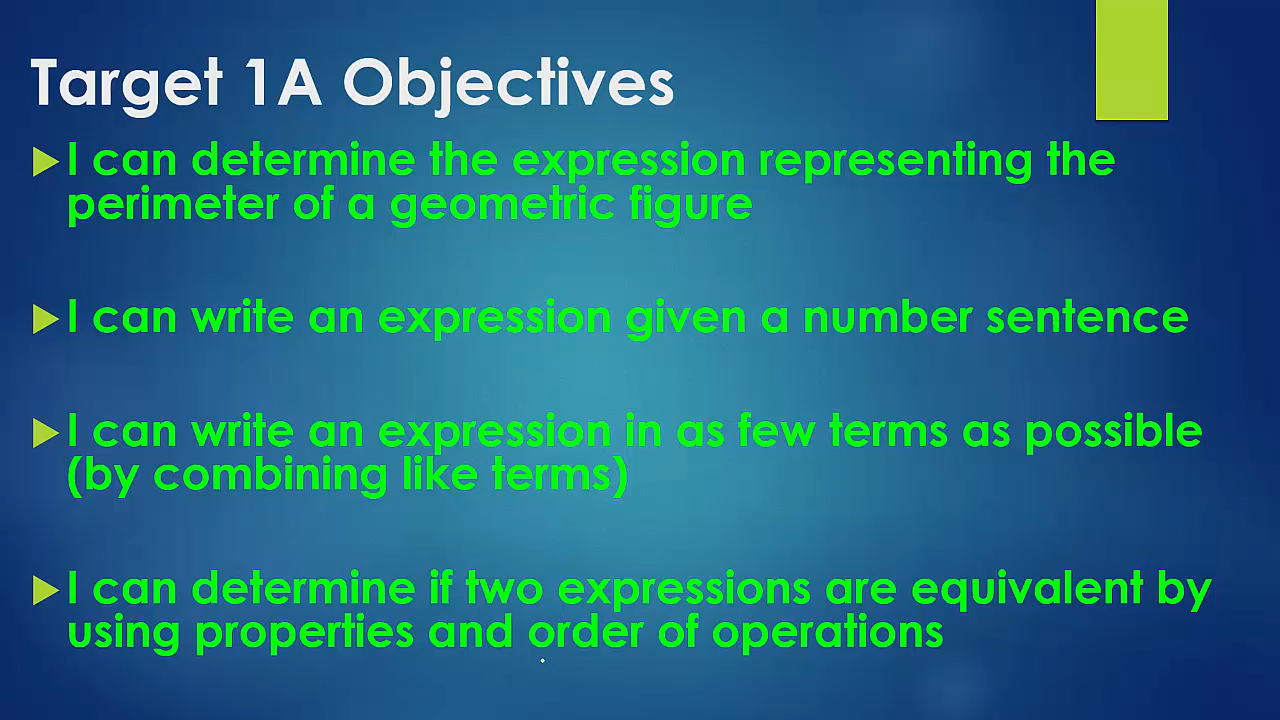 Target 1A Objectives
I can determine the expression representing the
perimeter of a geometric figure
I can write an expression given a number sentence
I can write an expression in as few terms as possible
(by combining like terms)
I can determine if two expressions are equivalent by
using properties and order of operations